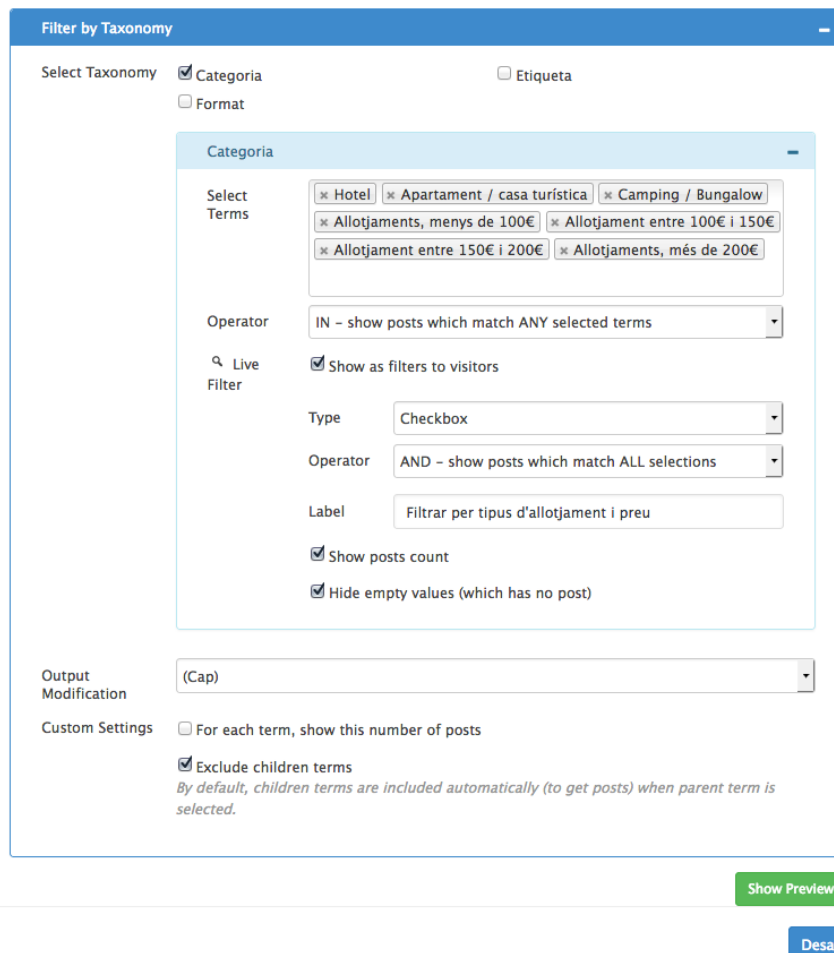 Filter by Taxonomy
Select Taxonomy
Categoria
Etiqueta
Format
Categoria
Select Terms
× Hotel × Apartament / casa turística × Camping / Bungalow
× Allotjaments, menys de 100€ × Allotjament entre 100€ i 150€
× Allotjament entre 150€ i 200€ × Allotjaments, més de 200€
Operator
IN – show posts which match ANY selected terms
Live Filter
Show as filters to visitors
Type
Checkbox
Operator
AND – show posts which match ALL selections
Label
Filtrar per tipus d'allotjament i preu
Show posts count
Hide empty values (which has no post)
Output Modification
(Cap)
Custom Settings
For each term, show this number of posts
Exclude children terms
By default, children terms are included automatically (to get posts) when parent term is
selected.
Show Preview
Desa